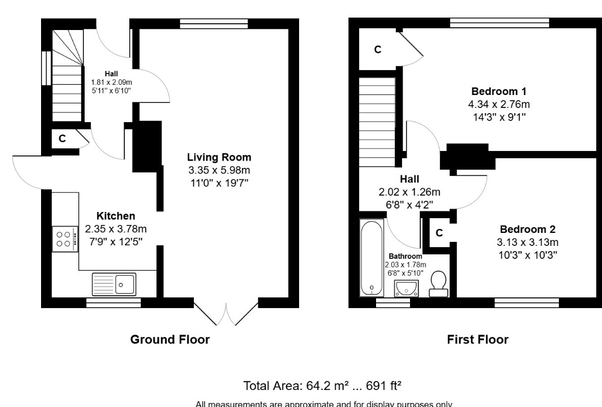 Hall
1.81 x 2.09m
5'11" x 6'10"
C
Living Room
3.35 x 5.98m
11'0" x 19'7"
Kitchen
2.35 x 3.78m
7'9" x 12'5"
Ground Floor
C
Bedroom 1
4.34 x 2.76m
14'3" x 9'1"
Hall
2.02 x 1.26m
6'8" x 4'2"
C
Bedroom 2
3.13 x 3.13m
10'3" x 10'3"
Bathroom
2.03 x 1.78m
6'8" x 5'10"
First Floor
Total Area: 64.2 m² ... 691 ft²
All measurements are approximate and for display purposes only